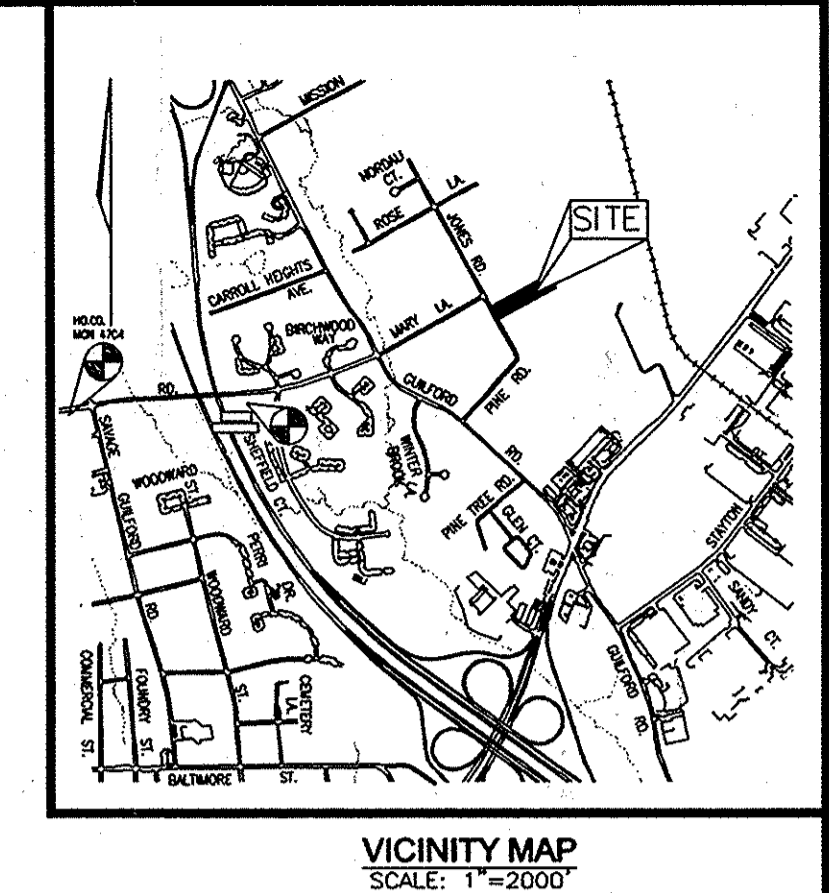 MISSION
NORDAU
CT.
LA.
ROSE
JONES RD.
SITE
CARROLL HEIGHTS
AVE.
MARY LA.
BIRCHWOOD
WAY
HO.CO.
MON 47C4
RD.
GUILFORD
PINE RD.
SAVAGE
SHEFFIELD CT.
WINTER
BROOK LA.
RD.
WOODWARD
ST.
PINE TREE RD.
GLEN CT.
STAYTON
DR.
GUILFORD
PERRI
DR.
SANDY
CT.
RD.
WOODWARD
GUILFORD
RD.
COMMERCIAL ST.
FOUNDRY ST.
ST.
CEMETERY
LA.
BALTIMORE ST.
VICINITY MAP
SCALE: 1"=2000'